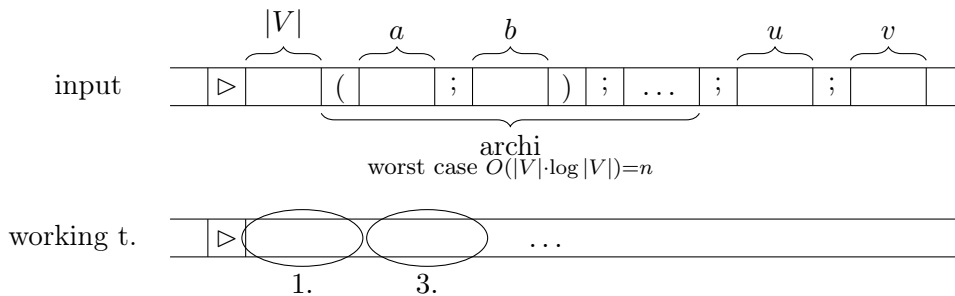 |V| a b u v
input ▷ ( ; ) ; … ; ;
archi
worst case O(|V|·log |V|)=n
working t. ▷ …
1. 3.